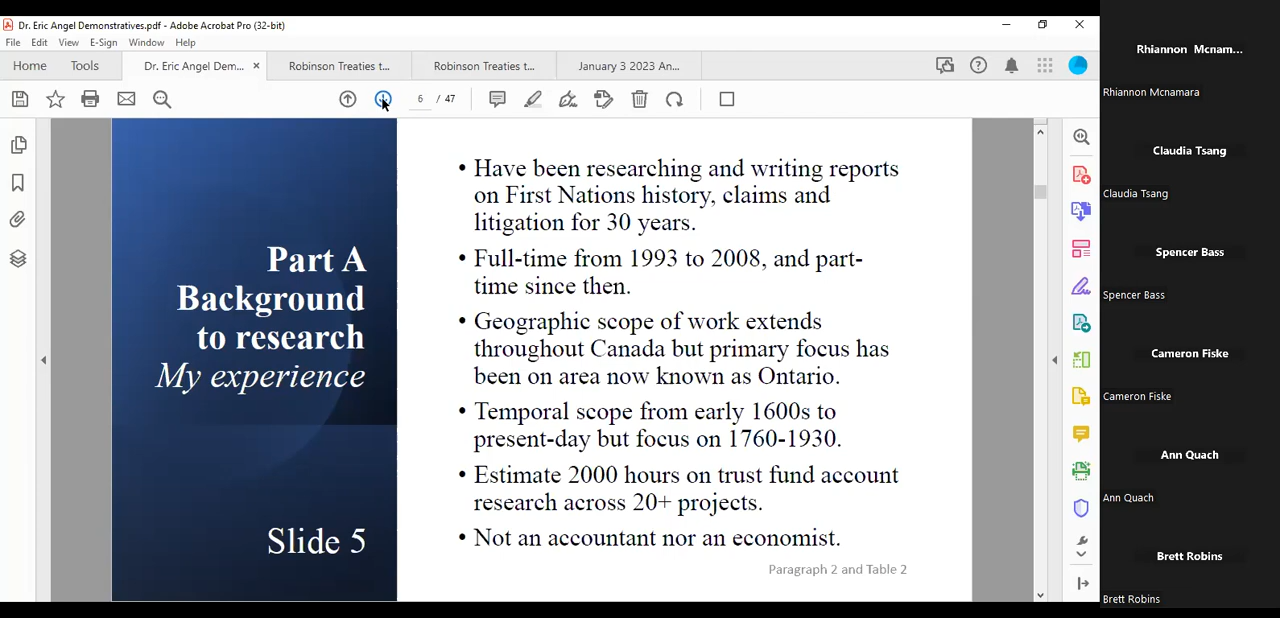 Dr. Eric Angel Demonstratives.pdf - Adobe Acrobat Pro (32-bit)
File Edit View E-Sign Window Help
Home Tools Dr. Eric Angel Dem... × Robinson Treaties t... Robinson Treaties t... January 3 2023 An...
6 / 47
Part A
Background
to research
My experience
Slide 5
• Have been researching and writing reports
on First Nations history, claims and
litigation for 30 years.
• Full-time from 1993 to 2008, and part-
time since then.
• Geographic scope of work extends
throughout Canada but primary focus has
been on area now known as Ontario.
• Temporal scope from early 1600s to
present-day but focus on 1760-1930.
• Estimate 2000 hours on trust fund account
research across 20+ projects.
• Not an accountant nor an economist.
Paragraph 2 and Table 2
Rhiannon Mcnam...
Rhiannon Mcnamara
Claudia Tsang
Claudia Tsang
Spencer Bass
Spencer Bass
Cameron Fiske
Cameron Fiske
Ann Quach
Ann Quach
Brett Robins
Brett Robins